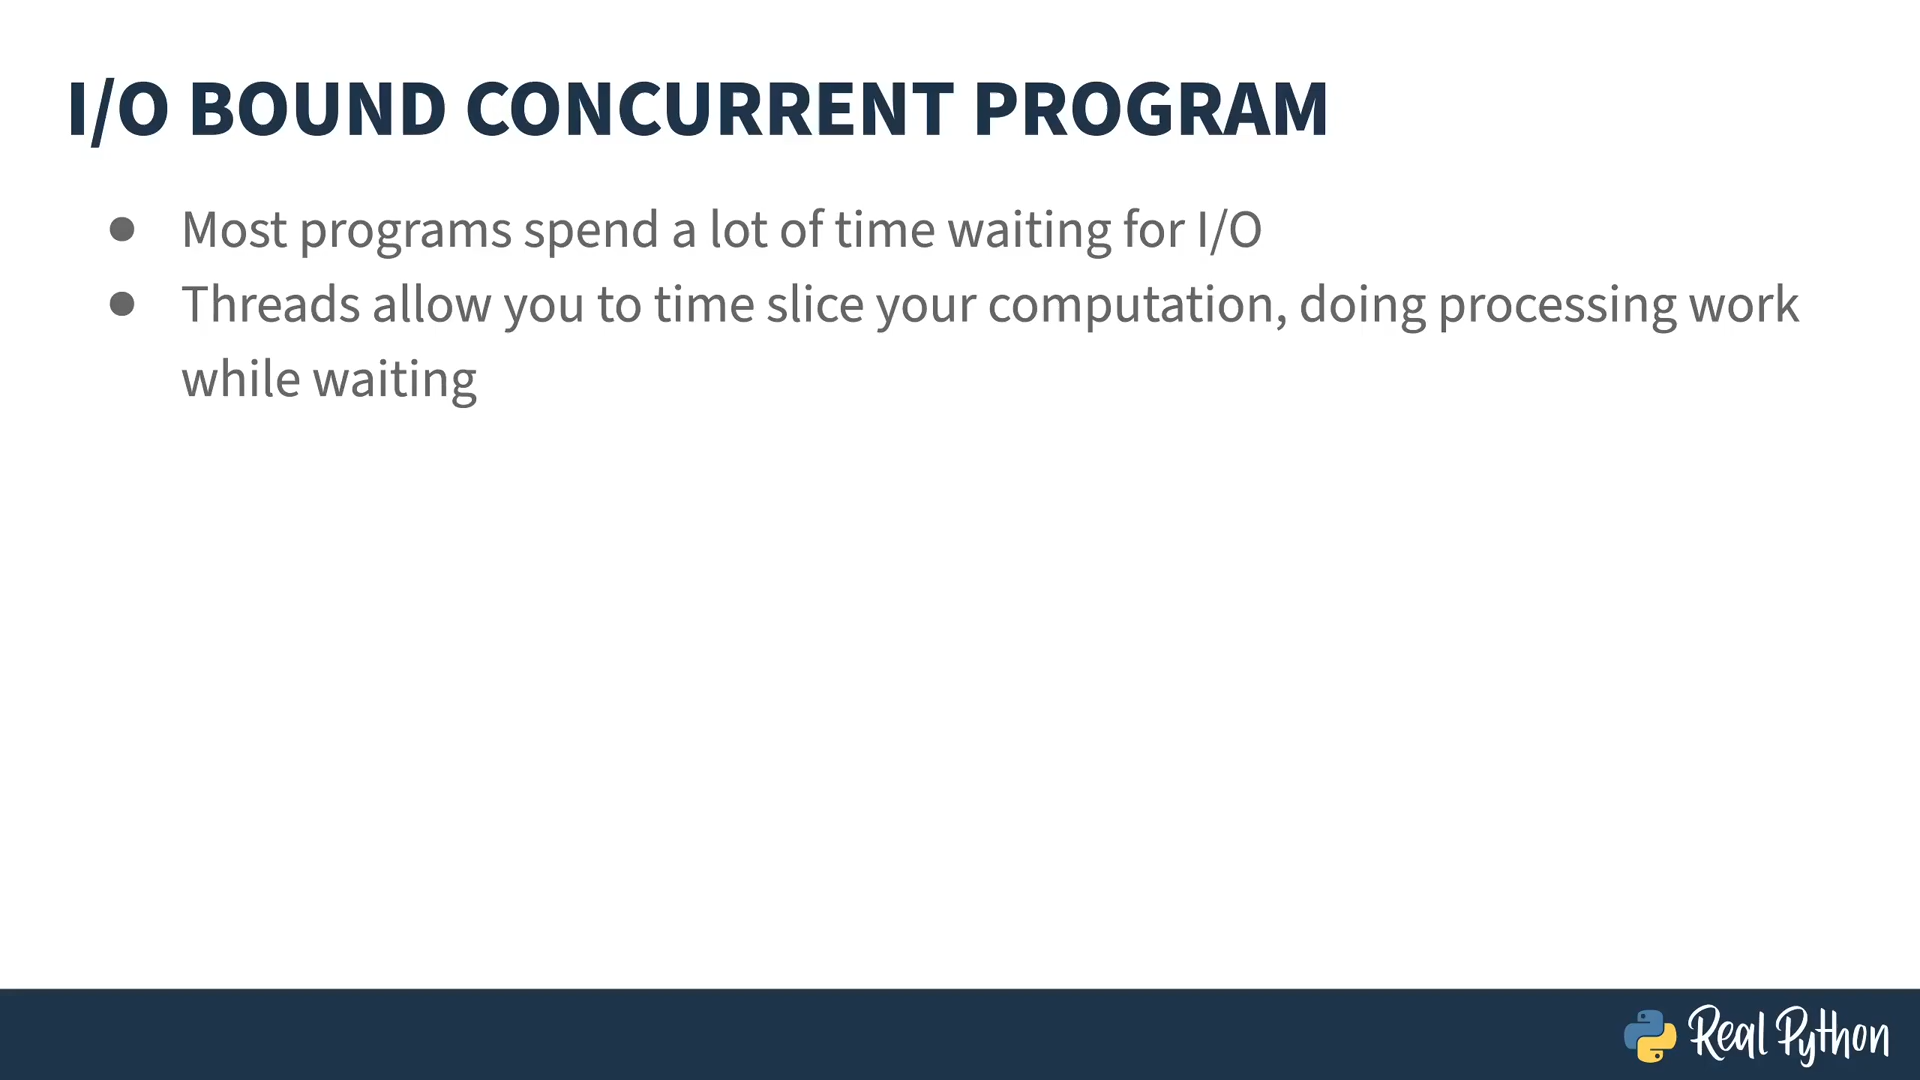 I/O BOUND CONCURRENT PROGRAM
● Most programs spend a lot of time waiting for I/O
● Threads allow you to time slice your computation, doing processing work
while waiting
Real Python